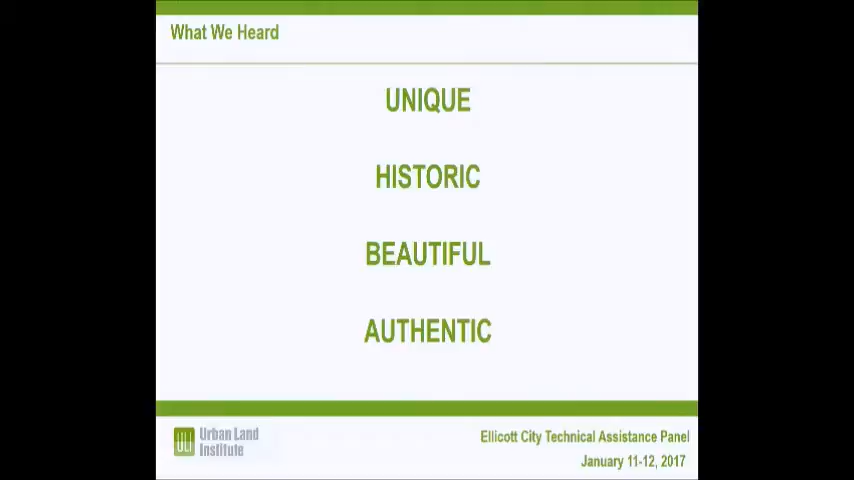 What We Heard
UNIQUE
HISTORIC
BEAUTIFUL
AUTHENTIC
ULI Urban Land
Institute
Ellicott City Technical Assistance Panel
January 11-12, 2017